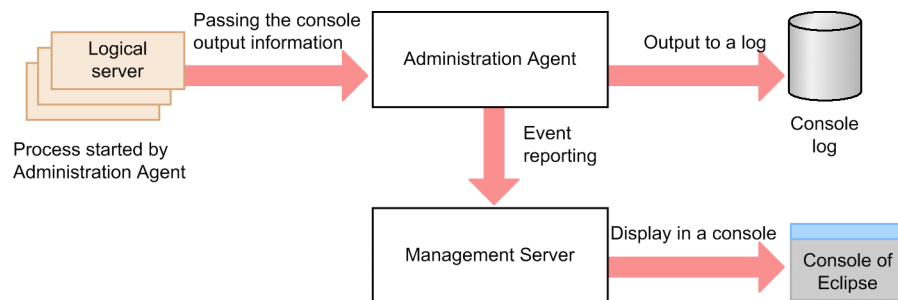 Passing the console
output information
Logical
server
Administration Agent
Output to a log
Console
log
Process started by
Administration Agent
Event
reporting
Management Server
Display in a console
Console of
Eclipse